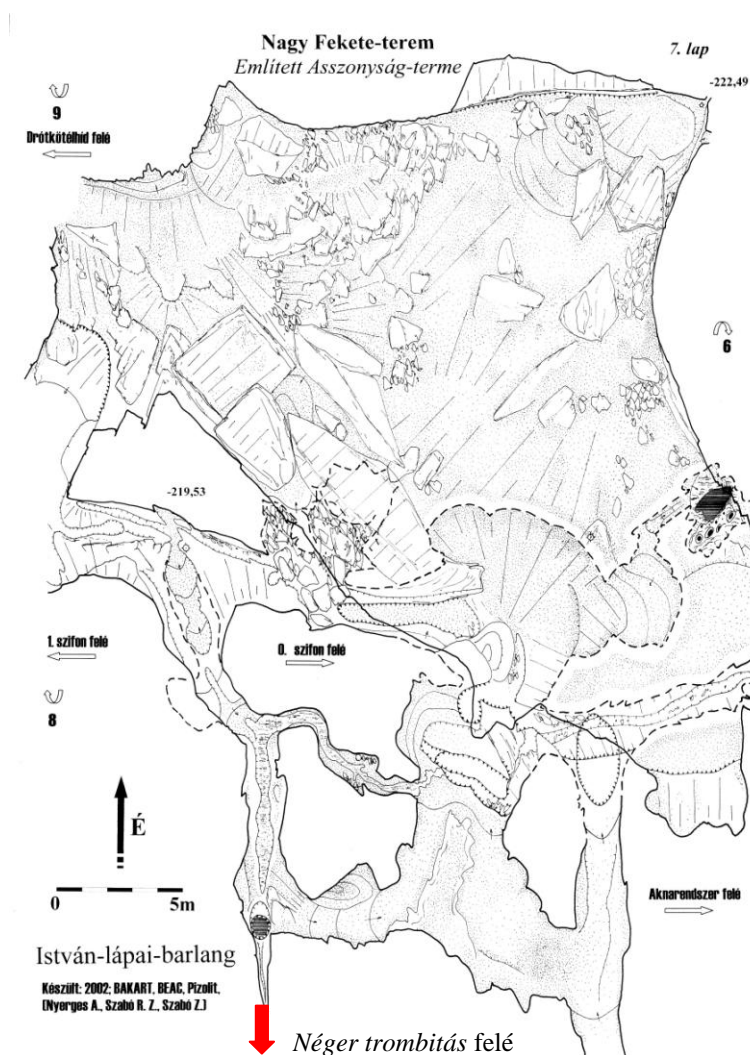 Nagy Fekete-terem
Említett Asszonyság-terme
7. lap
-222,49
9
Drótkötélhíd felé
6
-219,53
1. szifon felé
0. szifon felé
8
É
0
5m
Aknarendszer felé
István-lápai-barlang
Készült: 2002; BAKART, BEAC, Pizolit,
(Nyerges A., Szabó R. Z., Szabó Z.)
Néger trombitás felé